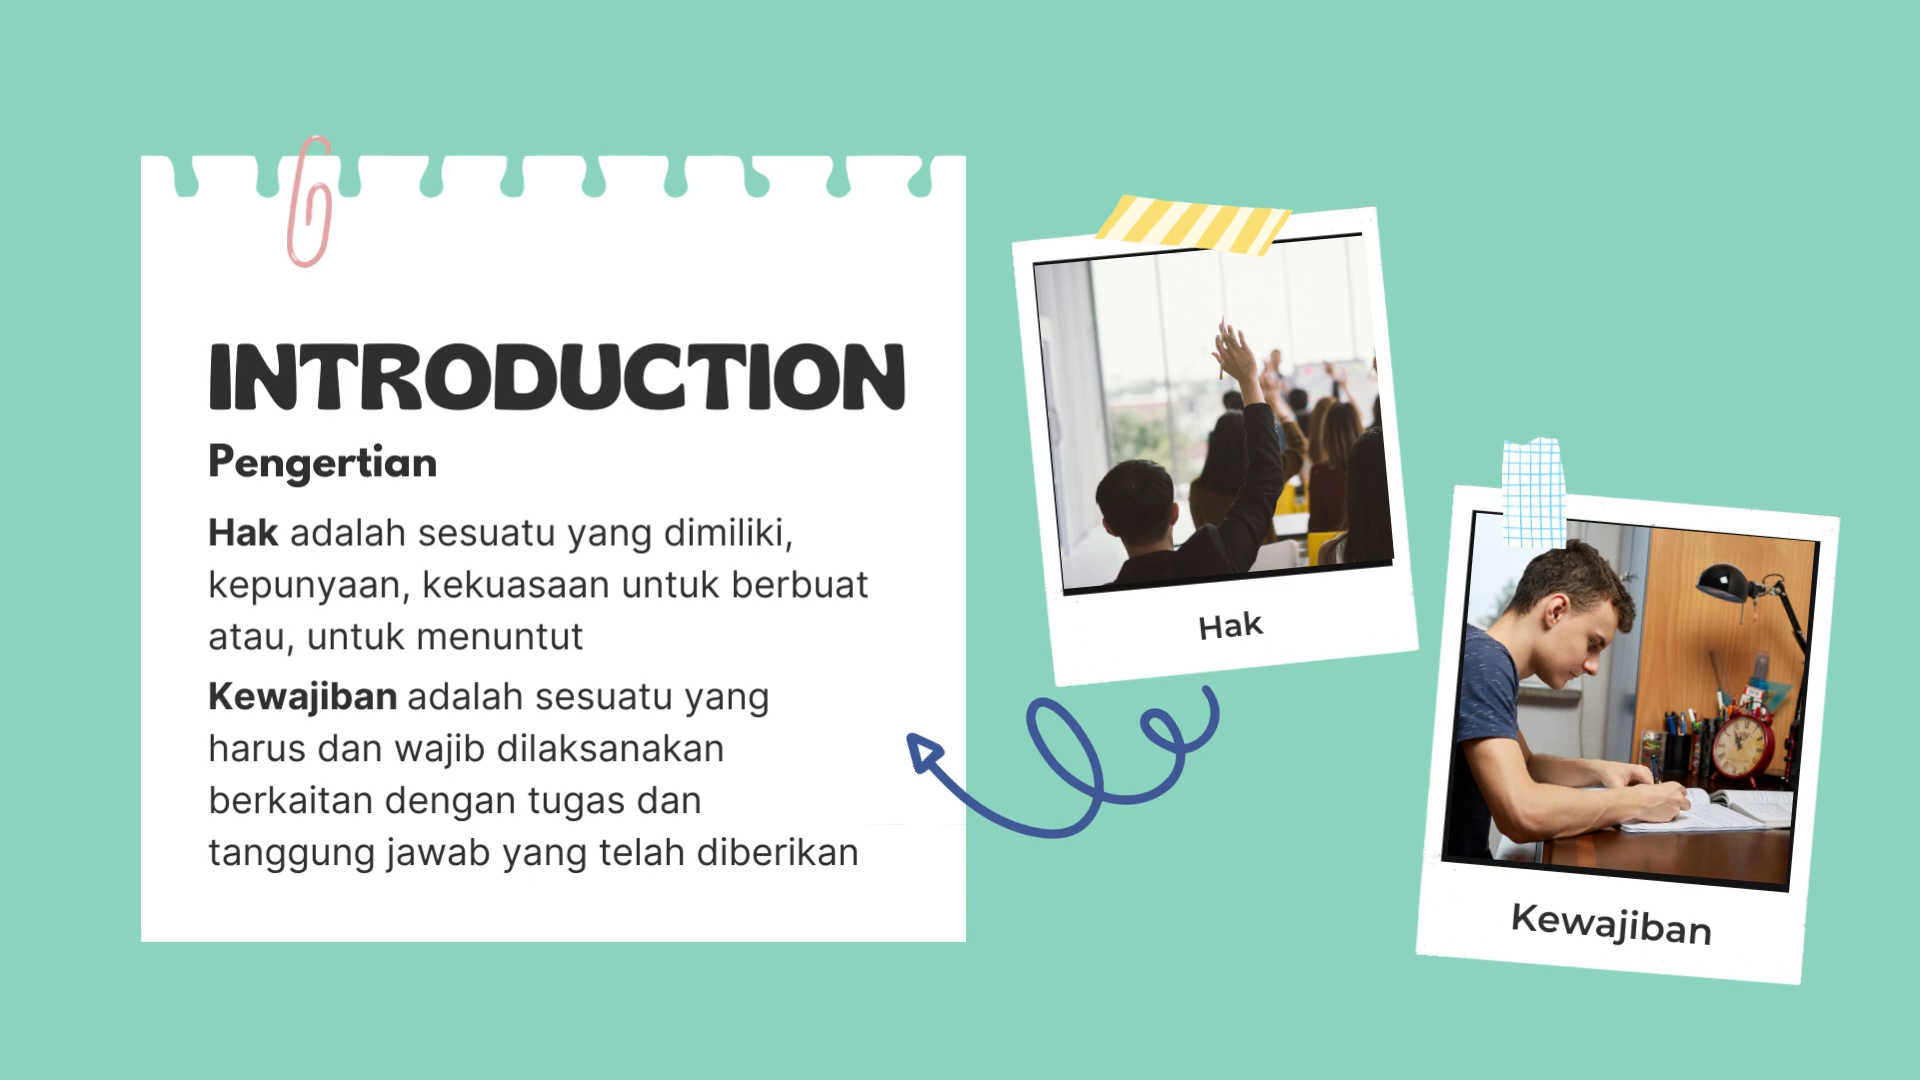 INTRODUCTION
Pengertian
Hak adalah sesuatu yang dimiliki,
kepunyaan, kekuasaan untuk berbuat
atau, untuk menuntut
Kewajiban adalah sesuatu yang
harus dan wajib dilaksanakan
berkaitan dengan tugas dan
tanggung jawab yang telah diberikan
Hak
Kewajiban